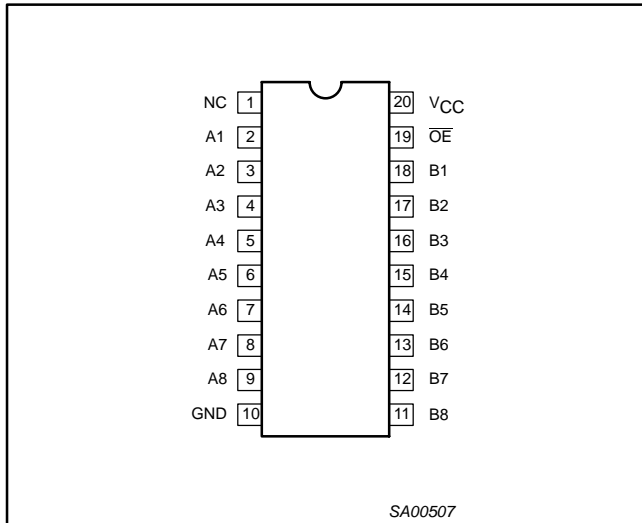 NC 1 20 VCC
A1 2 19 OE
A2 3 18 B1
A3 4 17 B2
A4 5 16 B3
A5 6 15 B4
A6 7 14 B5
A7 8 13 B6
A8 9 12 B7
GND 10 11 B8
SA00507